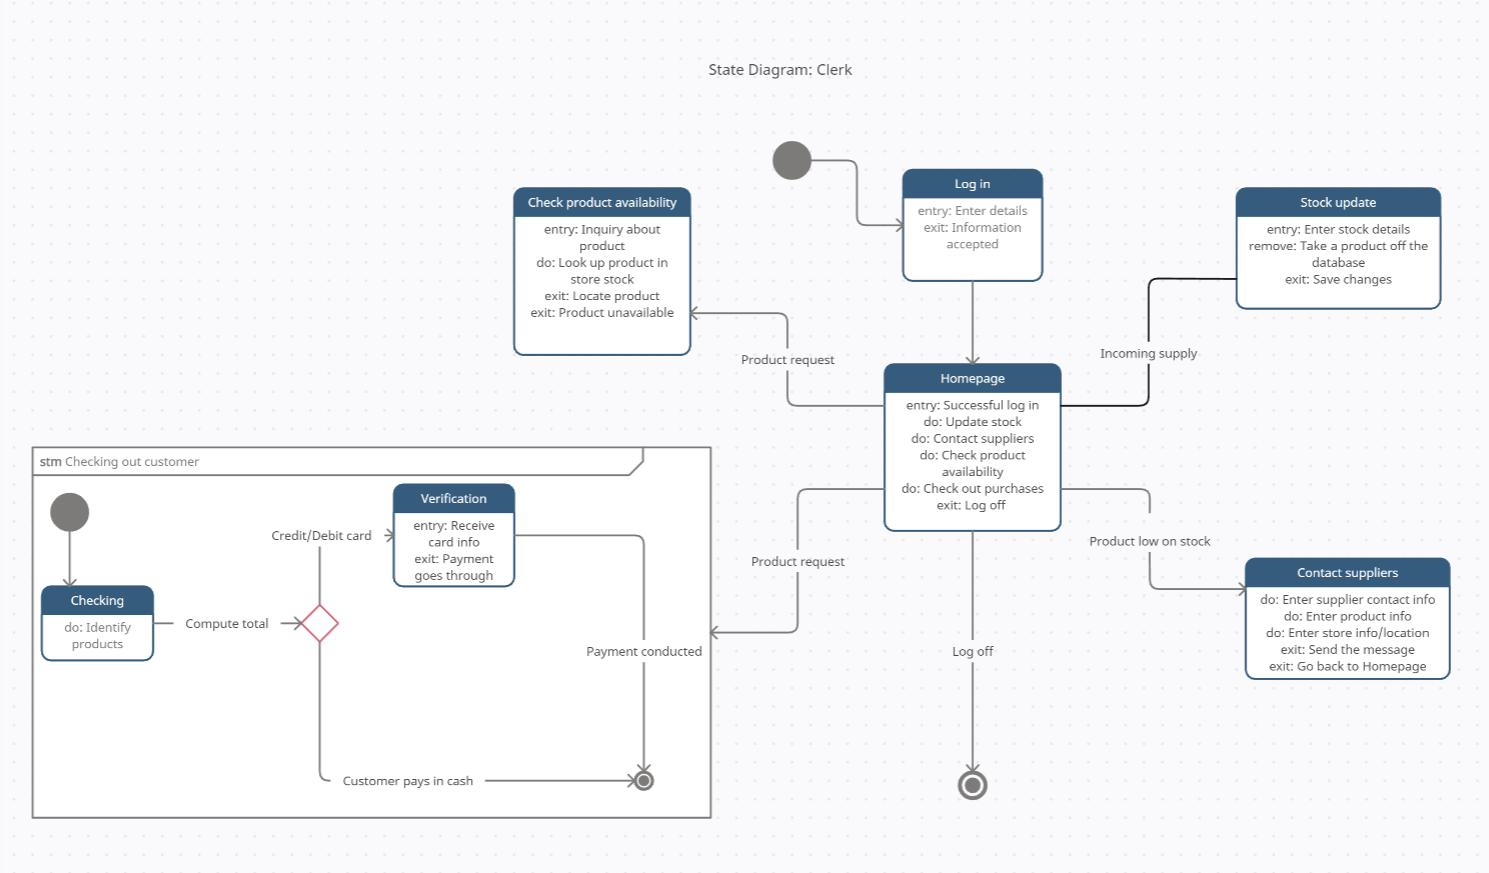 State Diagram: Clerk
Log in
entry: Enter details
exit: Information
accepted
Check product availability
entry: Inquiry about
product
do: Look up product in
store stock
exit: Locate product
exit: Product unavailable
Stock update
entry: Enter stock details
remove: Take a product off the
database
exit: Save changes
Product request
Incoming supply
Homepage
entry: Successful log in
do: Update stock
do: Contact suppliers
do: Check product
availability
do: Check out purchases
exit: Log off
stm Checking out customer
Credit/Debit card
Verification
entry: Receive
card info
exit: Payment
goes through
Checking
do: Identify
products
Compute total
Payment conducted
Customer pays in cash
Product request
Log off
Product low on stock
Contact suppliers
do: Enter supplier contact info
do: Enter product info
do: Enter store info/location
exit: Send the message
exit: Go back to Homepage